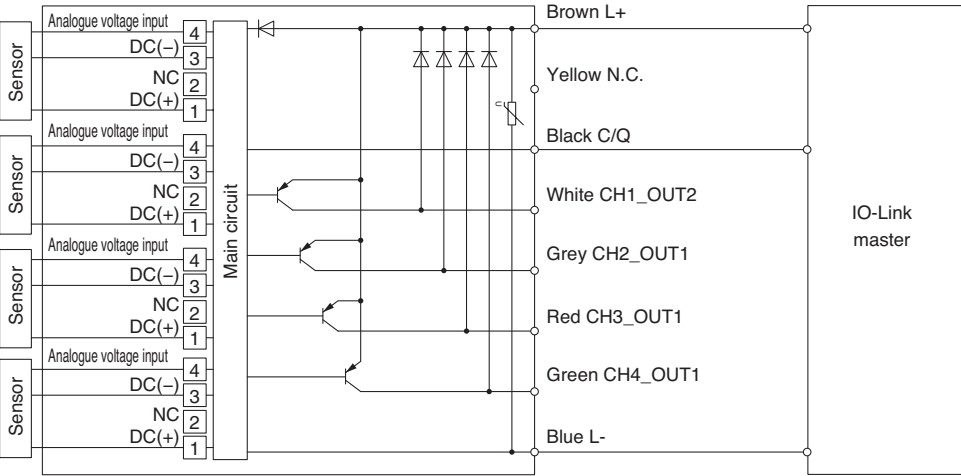 Brown L+
Analogue voltage input
4
DC(−)
3
NC
2
DC(+)
1
Sensor
Yellow N.C.
Black C/Q
Analogue voltage input
4
DC(−)
3
NC
2
DC(+)
1
Sensor
White CH1_OUT2
Main circuit
IO-Link
master
Analogue voltage input
4
DC(−)
3
NC
2
DC(+)
1
Sensor
Grey CH2_OUT1
Red CH3_OUT1
Analogue voltage input
4
DC(−)
3
NC
2
DC(+)
1
Sensor
Green CH4_OUT1
Blue L-